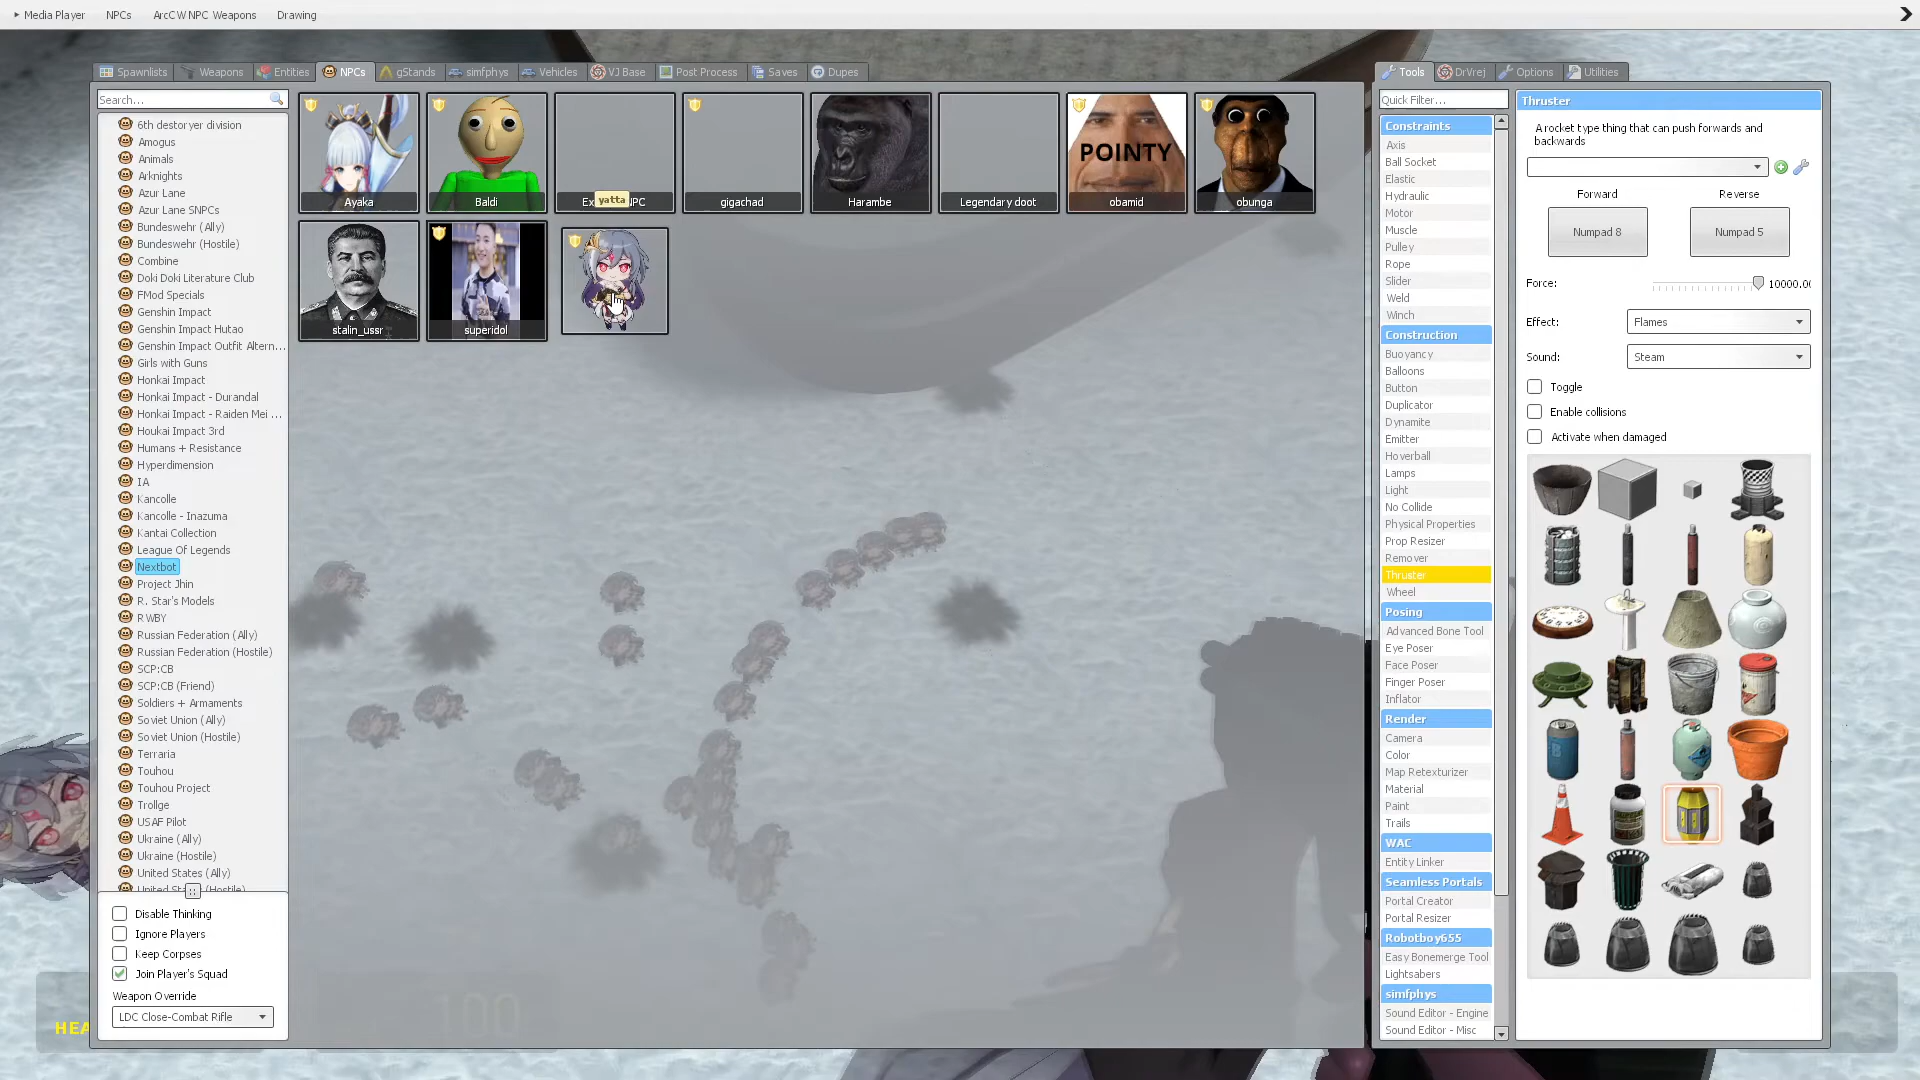 Media Player NPCs ArcCW NPC Weapons Drawing
Spawnlists Weapons Entities NPCs gStands simfphys Vehicles VJ Base Post Process Saves Dupes
Search...
6th destoryer division
Amogus
Animals
Arknights
Azur Lane
Azur Lane SNPCs
Bundeswehr (Ally)
Bundeswehr (Hostile)
Combine
Doki Doki Literature Club
FMod Specials
Genshin Impact
Genshin Impact Hutao
Genshin Impact Outfit Altern...
Girls with Guns
Honkai Impact
Honkai Impact - Durandal
Honkai Impact - Raiden Mei ...
Houkai Impact 3rd
Humans + Resistance
Hyperdimension
IA
Kancolle
Kancolle - Inazuma
Kantai Collection
League Of Legends
Nextbot
Project Jhin
R. Star's Models
RWBY
Russian Federation (Ally)
Russian Federation (Hostile)
SCP:CB
SCP:CB (Friend)
Soldiers + Armaments
Soviet Union (Ally)
Soviet Union (Hostile)
Terraria
Touhou
Touhou Project
Trollge
USAF Pilot
Ukraine (Ally)
Ukraine (Hostile)
United States (Ally)
(Hostile)
Disable Thinking
Ignore Players
Keep Corpses
Join Player's Squad
Weapon Override
LDC Close-Combat Rifle
POINTY
Ayaka Baldi yatta gigachad Harambe Legendary doot obamid obunga
stalin_ussr superidol
100
HEA
Tools DrVrej Options Utilities
Quick Filter...
Constraints
Axis
Ball Socket
Elastic
Hydraulic
Motor
Muscle
Pulley
Rope
Slider
Weld
Winch
Construction
Buoyancy
Balloons
Button
Duplicator
Dynamite
Emitter
Hoverball
Lamps
Light
No Collide
Physical Properties
Prop Resizer
Remover
Thruster
Wheel
Posing
Advanced Bone Tool
Eye Poser
Face Poser
Finger Poser
Inflator
Render
Camera
Color
Map Retexturizer
Material
Paint
Trails
WAC
Entity Linker
Seamless Portals
Portal Creator
Portal Resizer
Robotboy655
Easy Bonemerge Tool
Lightsabers
simfphys
Sound Editor - Engine
Sound Editor - Misc
Thruster
A rocket type thing that can push forwards and
backwards
Forward Reverse
Numpad 8 Numpad 5
Force: 10000.0
Effect: Flames
Sound: Steam
Toggle
Enable collisions
Activate when damaged